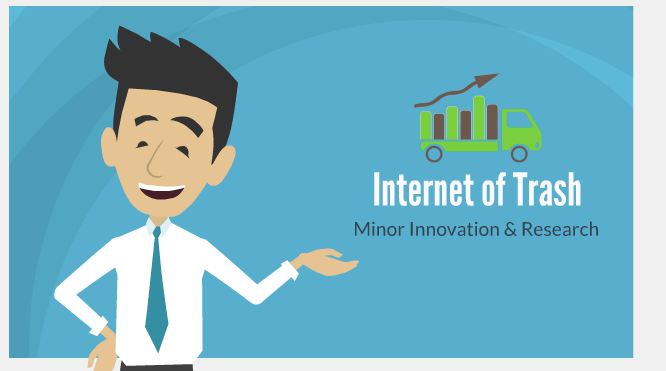 Internet of Trash
Minor Innovation & Research